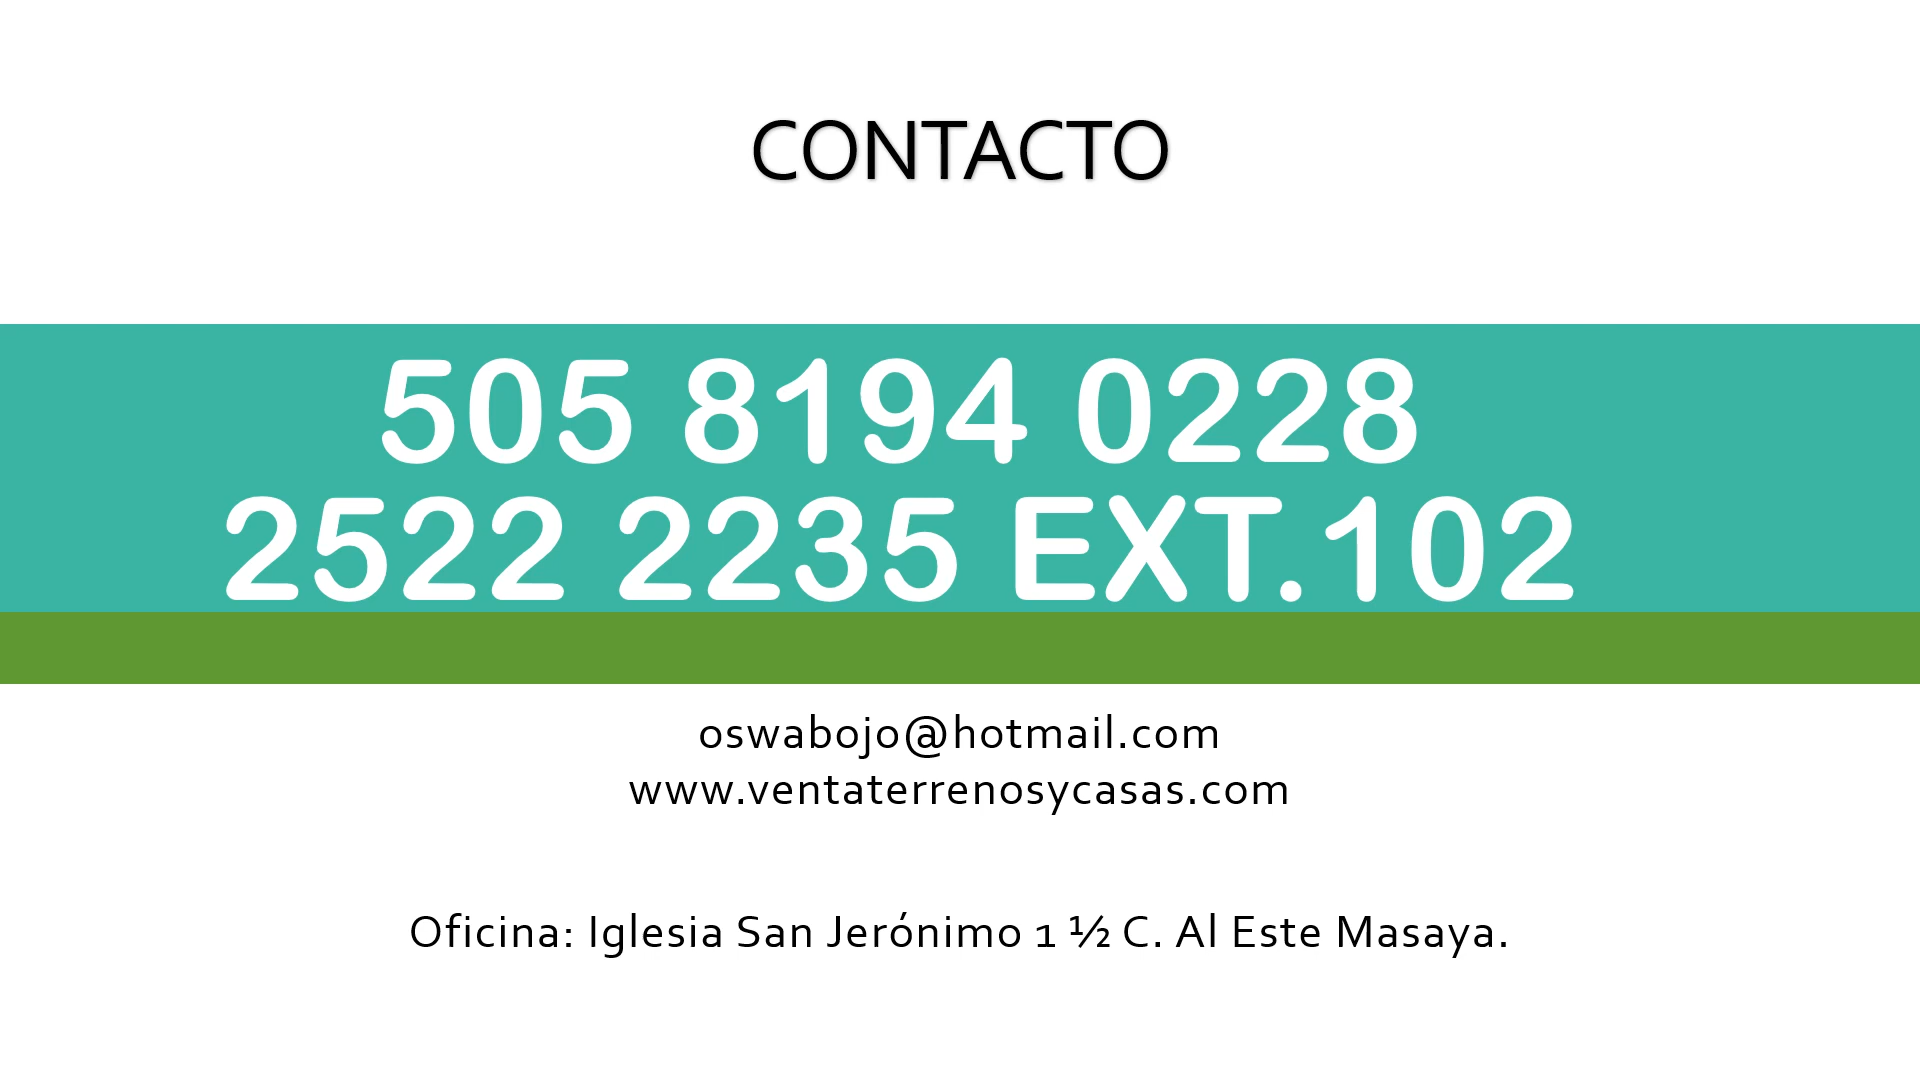 CONTACTO
505 8194 0228
2522 2235 EXT.102
oswabojo@hotmail.com
www.ventaterrenosycasas.com
Oficina: Iglesia San Jerónimo 1 ½ C. Al Este Masaya.